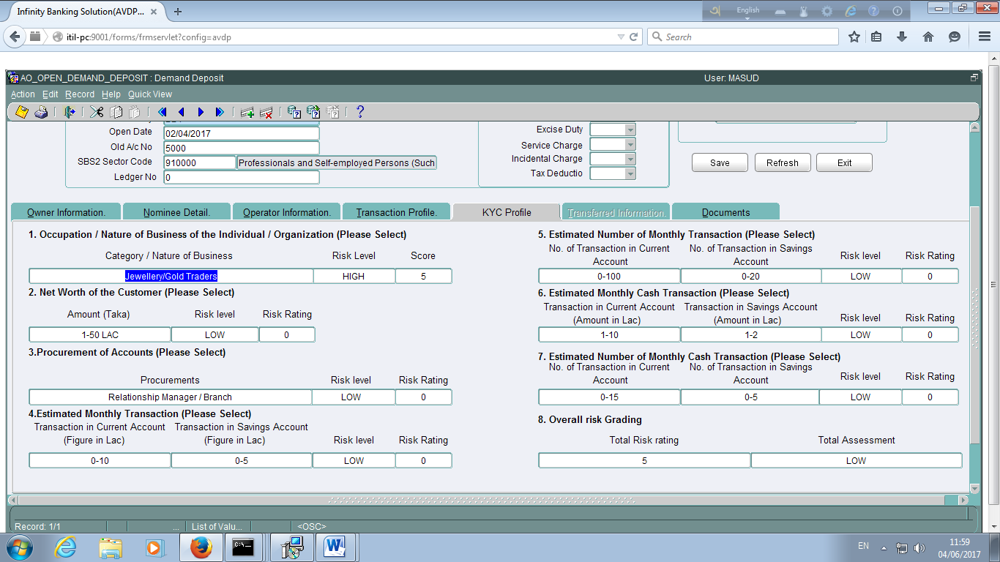 Infinity Banking Solution(AVDP...
English
itil-pc:9001/forms/frmservlet?config=avdp
Search
AO_OPEN_DEMAND_DEPOSIT : Demand Deposit
User: MASUD
Action Edit Record Help Quick View
Open Date 02/04/2017
Old A/c No 5000
SBS2 Sector Code 910000 Professionals and Self-employed Persons (Such
Ledger No 0
Excise Duty
Service Charge
Incidental Charge
Tax Deductio
Save Refresh Exit
Owner Information. Nominee Detail. Operator Information. Transaction Profile. KYC Profile Transferred Information. Documents
1. Occupation / Nature of Business of the Individual / Organization (Please Select)
Category / Nature of Business Risk Level Score
Jewellery/Gold Traders HIGH 5
2. Net Worth of the Customer (Please Select)
Amount (Taka) Risk level Risk Rating
1-50 LAC LOW 0
3.Procurement of Accounts (Please Select)
Procurements Risk level Risk Rating
Relationship Manager / Branch LOW 0
4.Estimated Monthly Transaction (Please Select)
Transaction in Current Account Transaction in Savings Account
(Figure in Lac) (Figure in Lac) Risk level Risk Rating
0-10 0-5 LOW 0
5. Estimated Number of Monthly Transaction (Please Select)
No. of Transaction in Current No. of Transaction in Savings
Account Account Risk level Risk Rating
0-100 0-20 LOW 0
6. Estimated Monthly Cash Transaction (Please Select)
Transaction in Current Account Transaction in Savings Account
(Amount in Lac) (Amount in Lac) Risk level Risk Rating
1-10 1-2 LOW 0
7. Estimated Number of Monthly Cash Transaction (Please Select)
No. of Transaction in Current No. of Transaction in Savings
Account Account Risk level Risk Rating
0-15 0-5 LOW 0
8. Overall risk Grading
Total Risk rating Total Assessment
5 LOW
Record: 1/1 ... List of Valu... <OSC>
EN
11:59
04/06/2017